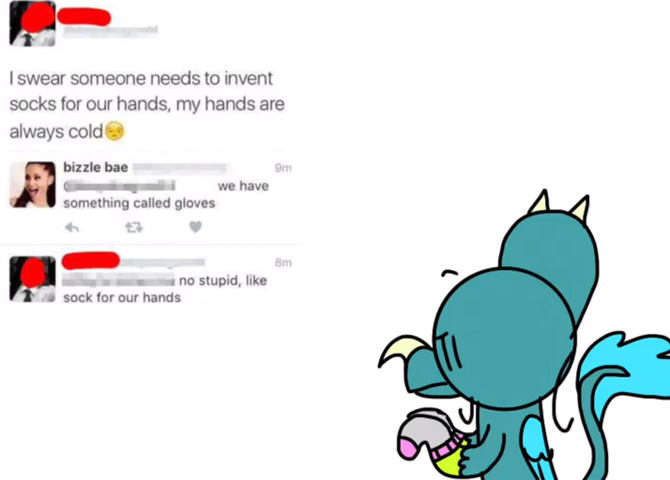 I swear someone needs to invent
socks for our hands, my hands are
always cold😒
bizzle bae 9m
we have
something called gloves
8m
no stupid, like
sock for our hands